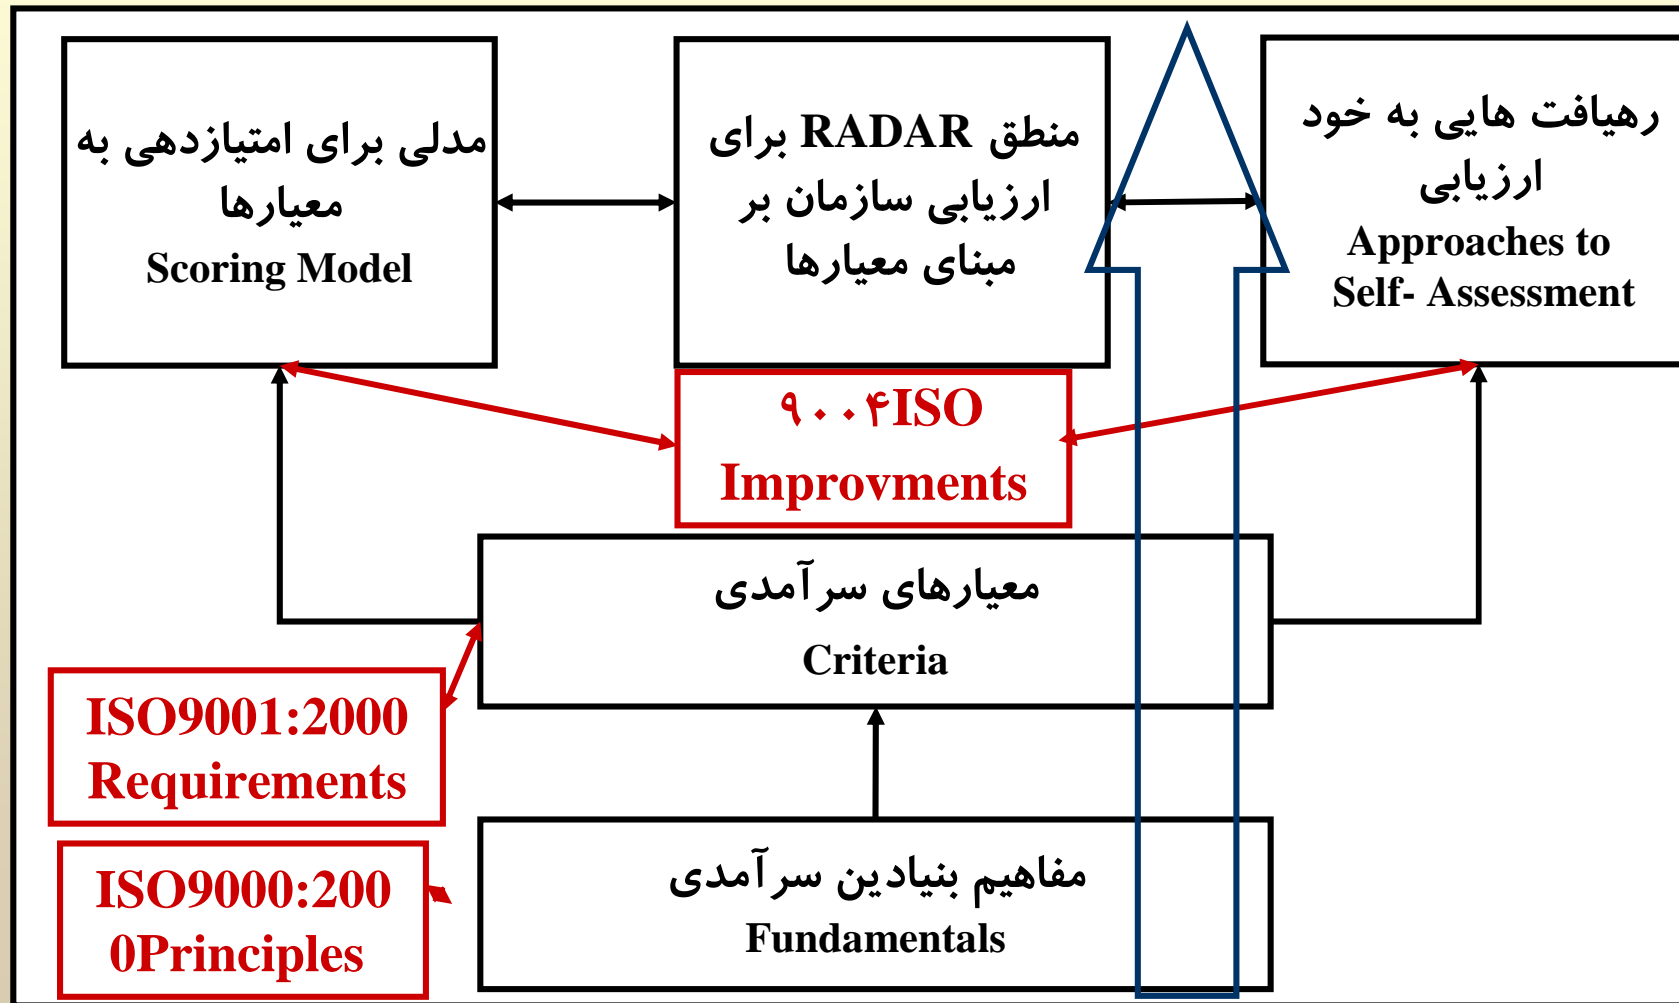 مدلی برای امتیازدهی به
معیارها
Scoring Model
منطق RADAR برای
ارزیابی سازمان بر
مبنای معیارها
رهیافت هایی به خود
ارزیابی
Approaches to
Self- Assessment
۹۰۰۴ISO
Improvments
معیارهای سرآمدی
Criteria
ISO9001:2000
Requirements
مفاهیم بنیادین سرآمدی
Fundamentals
ISO9000:200
0Principles